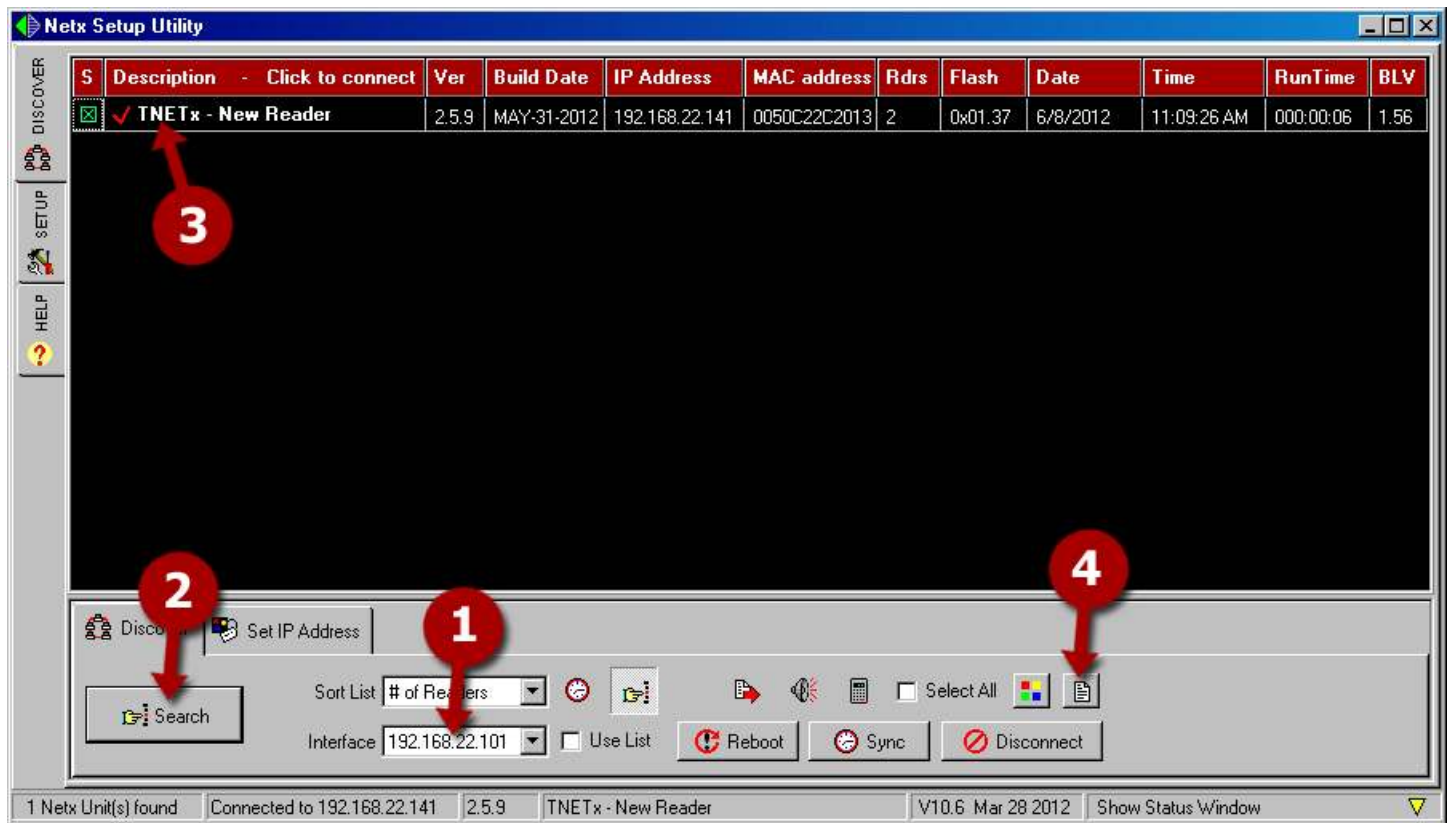 Netx Setup Utility
DISCOVER
SETUP
HELP
S Description - Click to connect Ver Build Date IP Address MAC address Rdrs Flash Date Time RunTime BLV
TNETx - New Reader 2.5.9 MAY-31-2012 192.168.22.141 0050C22C2013 2 0x01.37 6/8/2012 11:09:26 AM 000:00:06 1.56
3
2
1
4
Set IP Address
Sort List # of Readers
Select All
Search
Interface 192.168.22.101 Use List Reboot Sync Disconnect
1 Netx Unit(s) found Connected to 192.168.22.141 2.5.9 TNETx - New Reader V10.6 Mar 28 2012 Show Status Window